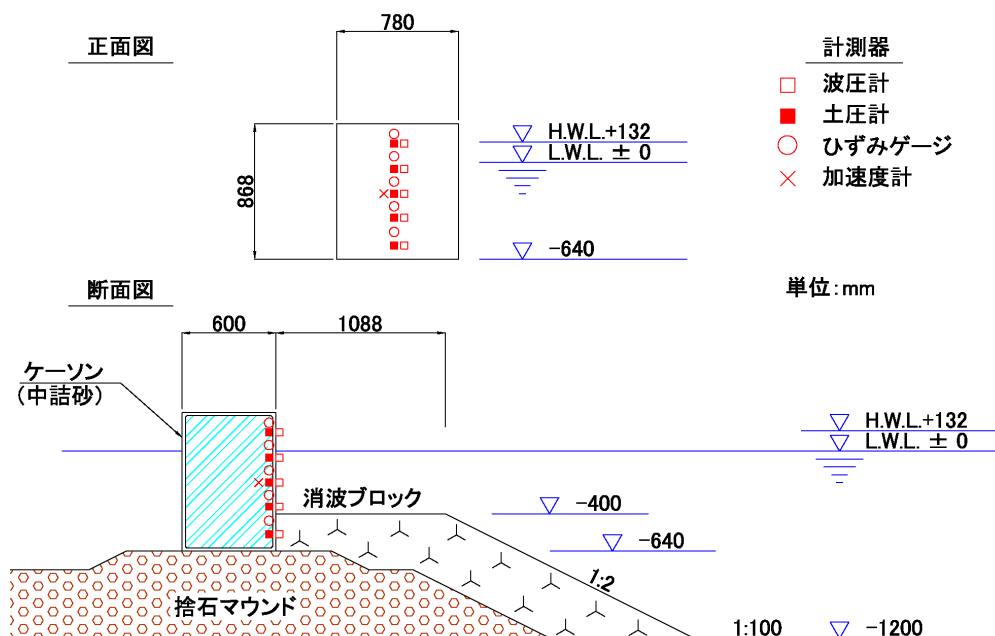 正面図
780
868
H.W.L.+132
L.W.L. ± 0
-640
計測器
波圧計
土圧計
ひずみゲージ
加速度計
単位:mm
断面図
600
1088
ケーソン
(中詰砂)
H.W.L.+132
L.W.L. ± 0
消波ブロック
-400
-640
1:2
捨石マウンド
1:100
-1200